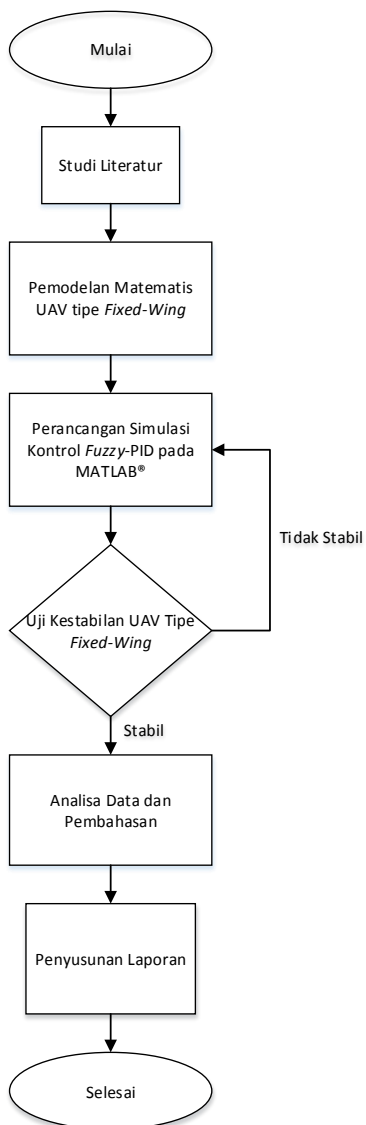 Mulai
Studi Literatur
Pemodelan Matematis
UAV tipe Fixed-Wing
Perancangan Simulasi
Kontrol Fuzzy-PID pada
MATLAB®
Tidak Stabil
Uji Kestabilan UAV Tipe
Fixed-Wing
Stabil
Analisa Data dan
Pembahasan
Penyusunan Laporan
Selesai